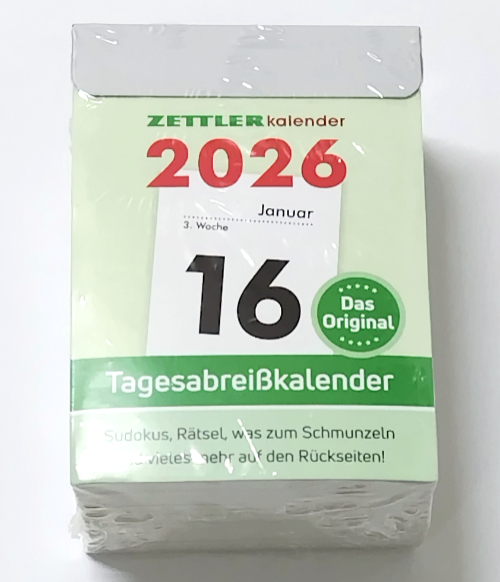 ZETTLERkalender
2026
Januar
3. Woche
16
Das
Original
Tagesabreißkalender
Sudokus, Rätsel, was zum Schmunzeln
und vieles mehr auf den Rückseiten!